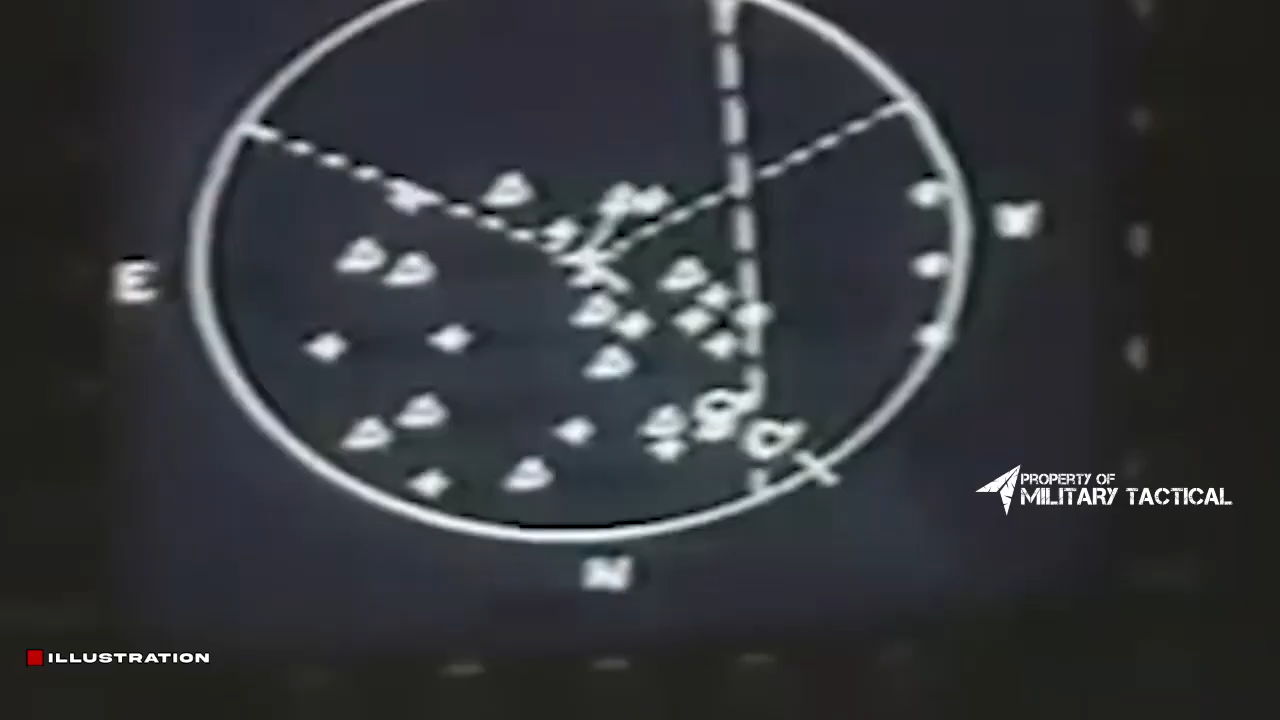 W
E
PROPERTY OF
MILITARY TACTICAL
N
ILLUSTRATION